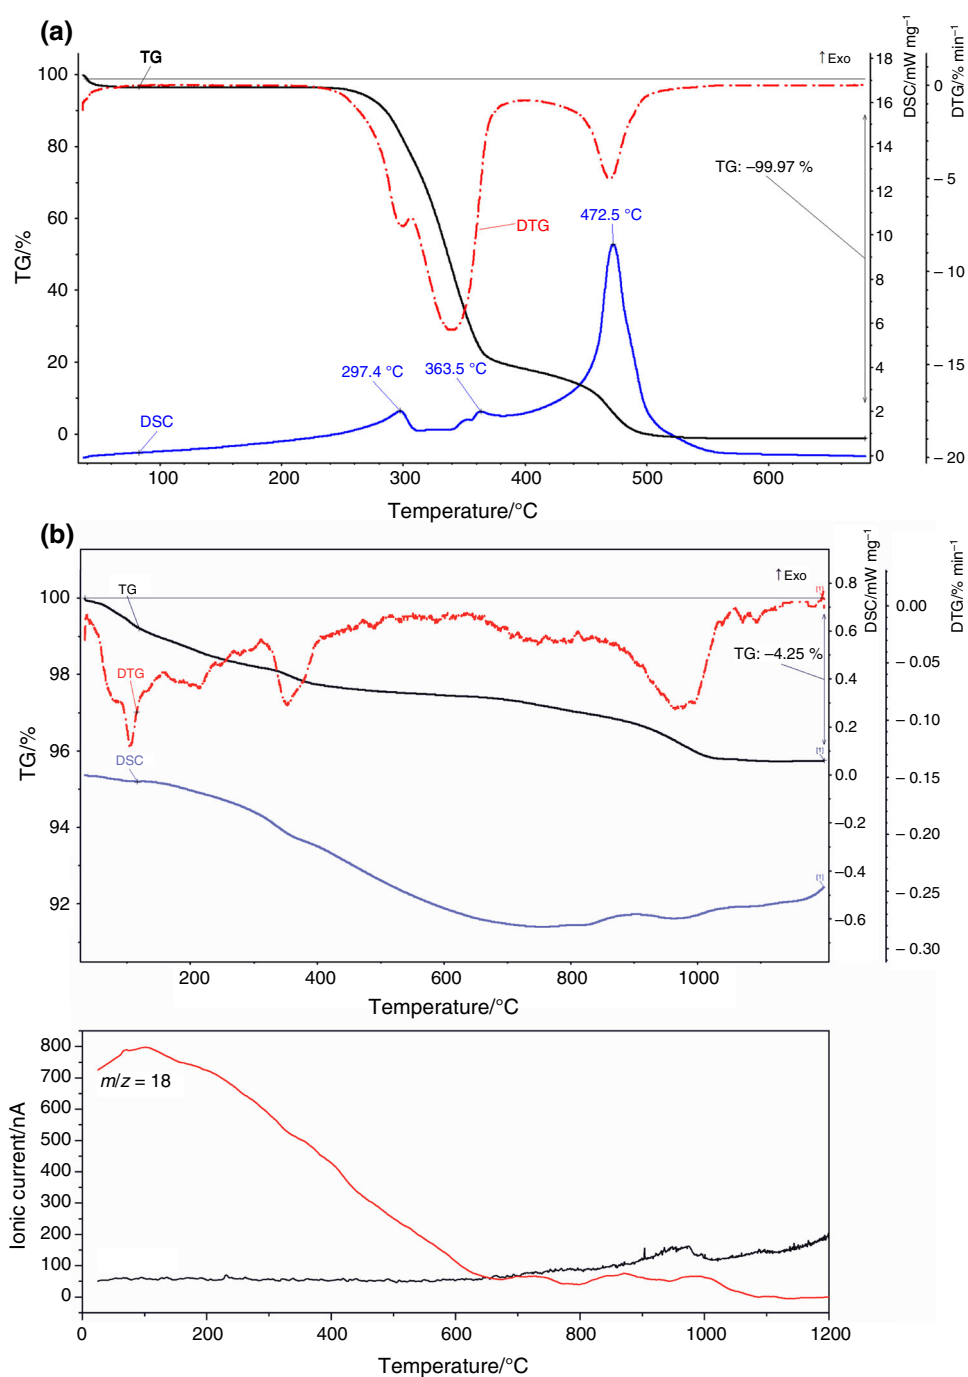 (a)
TG
↑Exo
DSC/mW mg⁻¹
DTG/% min⁻¹
100
80
60
40
20
0
TG/%
18
16
14
12
10
8
6
4
2
0
0
– 5
– 10
– 15
– 20
TG: –99.97 %
472.5 °C
DTG
297.4 °C
363.5 °C
DSC
100
200
300
400
500
600
Temperature/°C
(b)
TG
↑Exo
DSC/mW mg⁻¹
DTG/% min⁻¹
100
98
96
94
92
TG/%
[1]
0.8
0.6
0.4
0.2
0.0
–0.2
–0.4
–0.6
0.00
– 0.05
– 0.10
– 0.15
– 0.20
– 0.25
– 0.30
TG: –4.25 %
DTG
[1]
DSC
[1]
200
400
600
800
1000
Temperature/°C
800
700
600
500
400
300
200
100
0
Ionic current/nA
m/z = 18
0
200
400
600
800
1000
1200
Temperature/°C